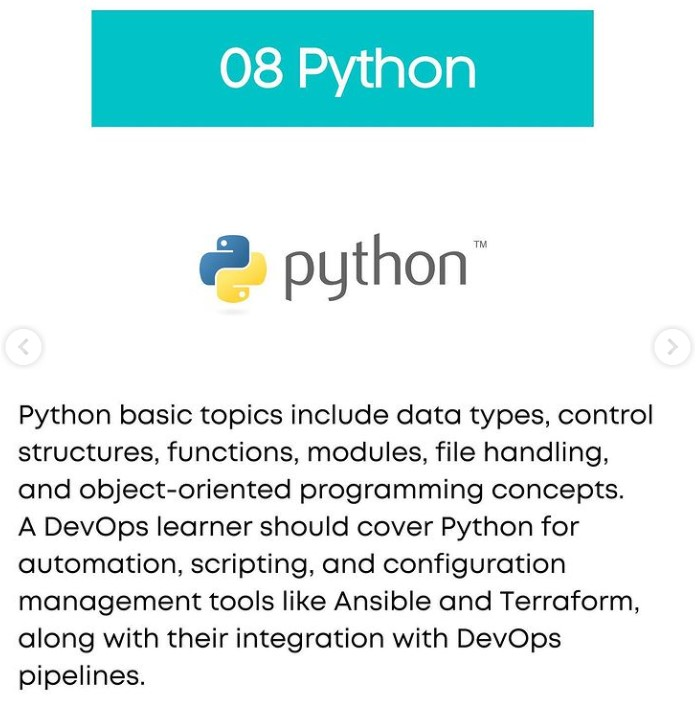 08 Python
python™
Python basic topics include data types, control
structures, functions, modules, file handling,
and object-oriented programming concepts.
A DevOps learner should cover Python for
automation, scripting, and configuration
management tools like Ansible and Terraform,
along with their integration with DevOps
pipelines.